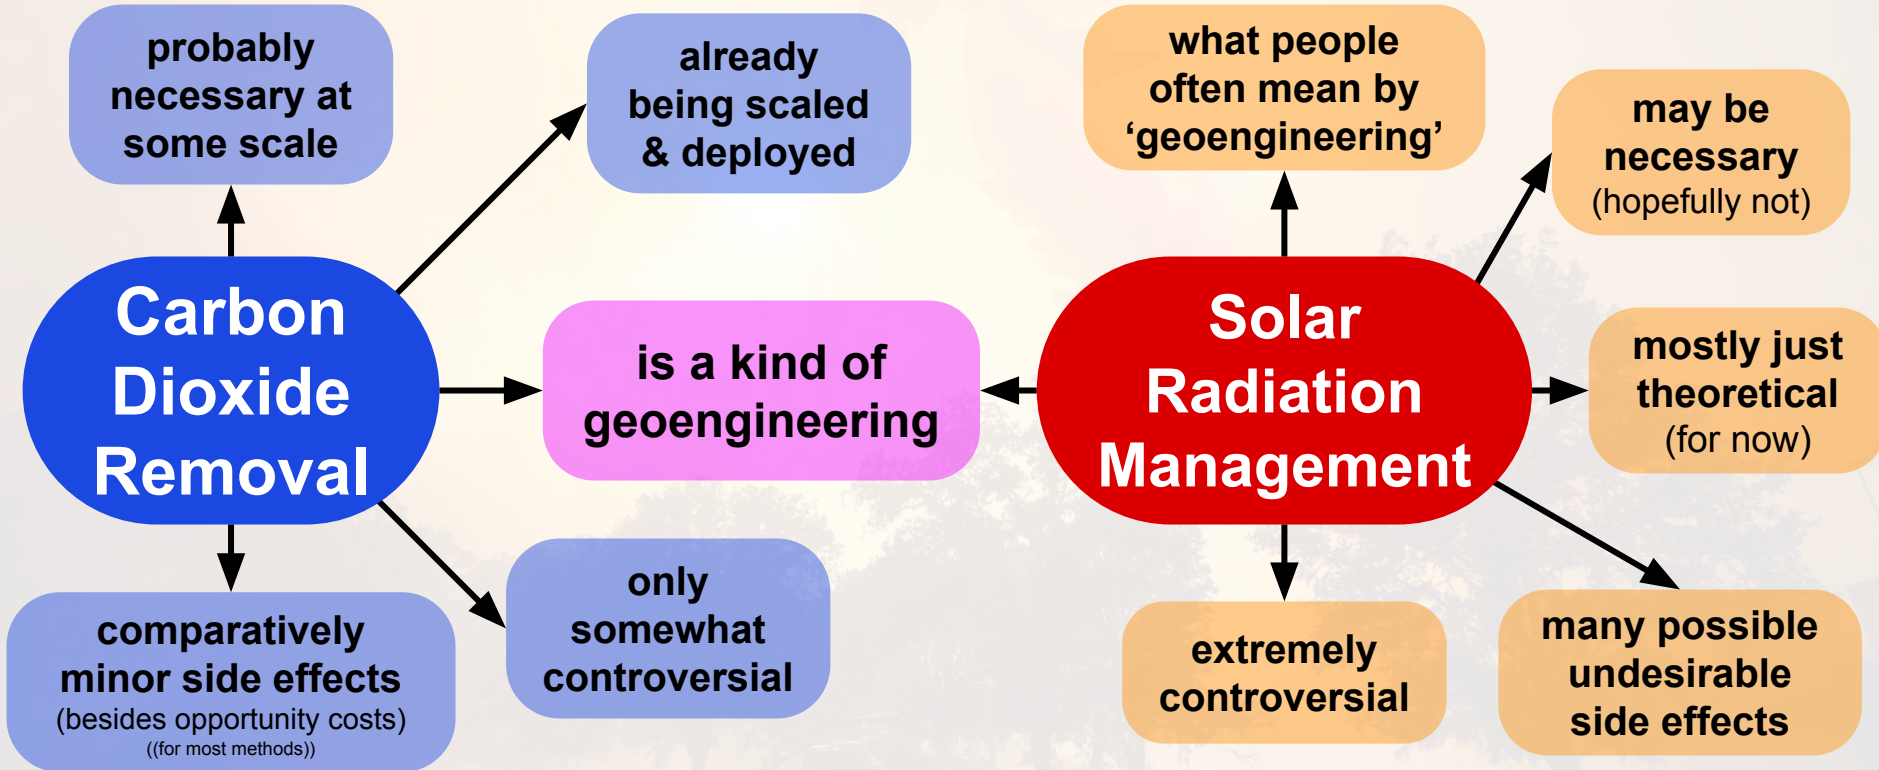 probably
necessary at
some scale
already
being scaled
& deployed
what people
often mean by
‘geoengineering’
may be
necessary
(hopefully not)
Carbon
Dioxide
Removal
is a kind of
geoengineering
Solar
Radiation
Management
mostly just
theoretical
(for now)
comparatively
minor side effects
(besides opportunity costs)
((for most methods))
only
somewhat
controversial
extremely
controversial
many possible
undesirable
side effects